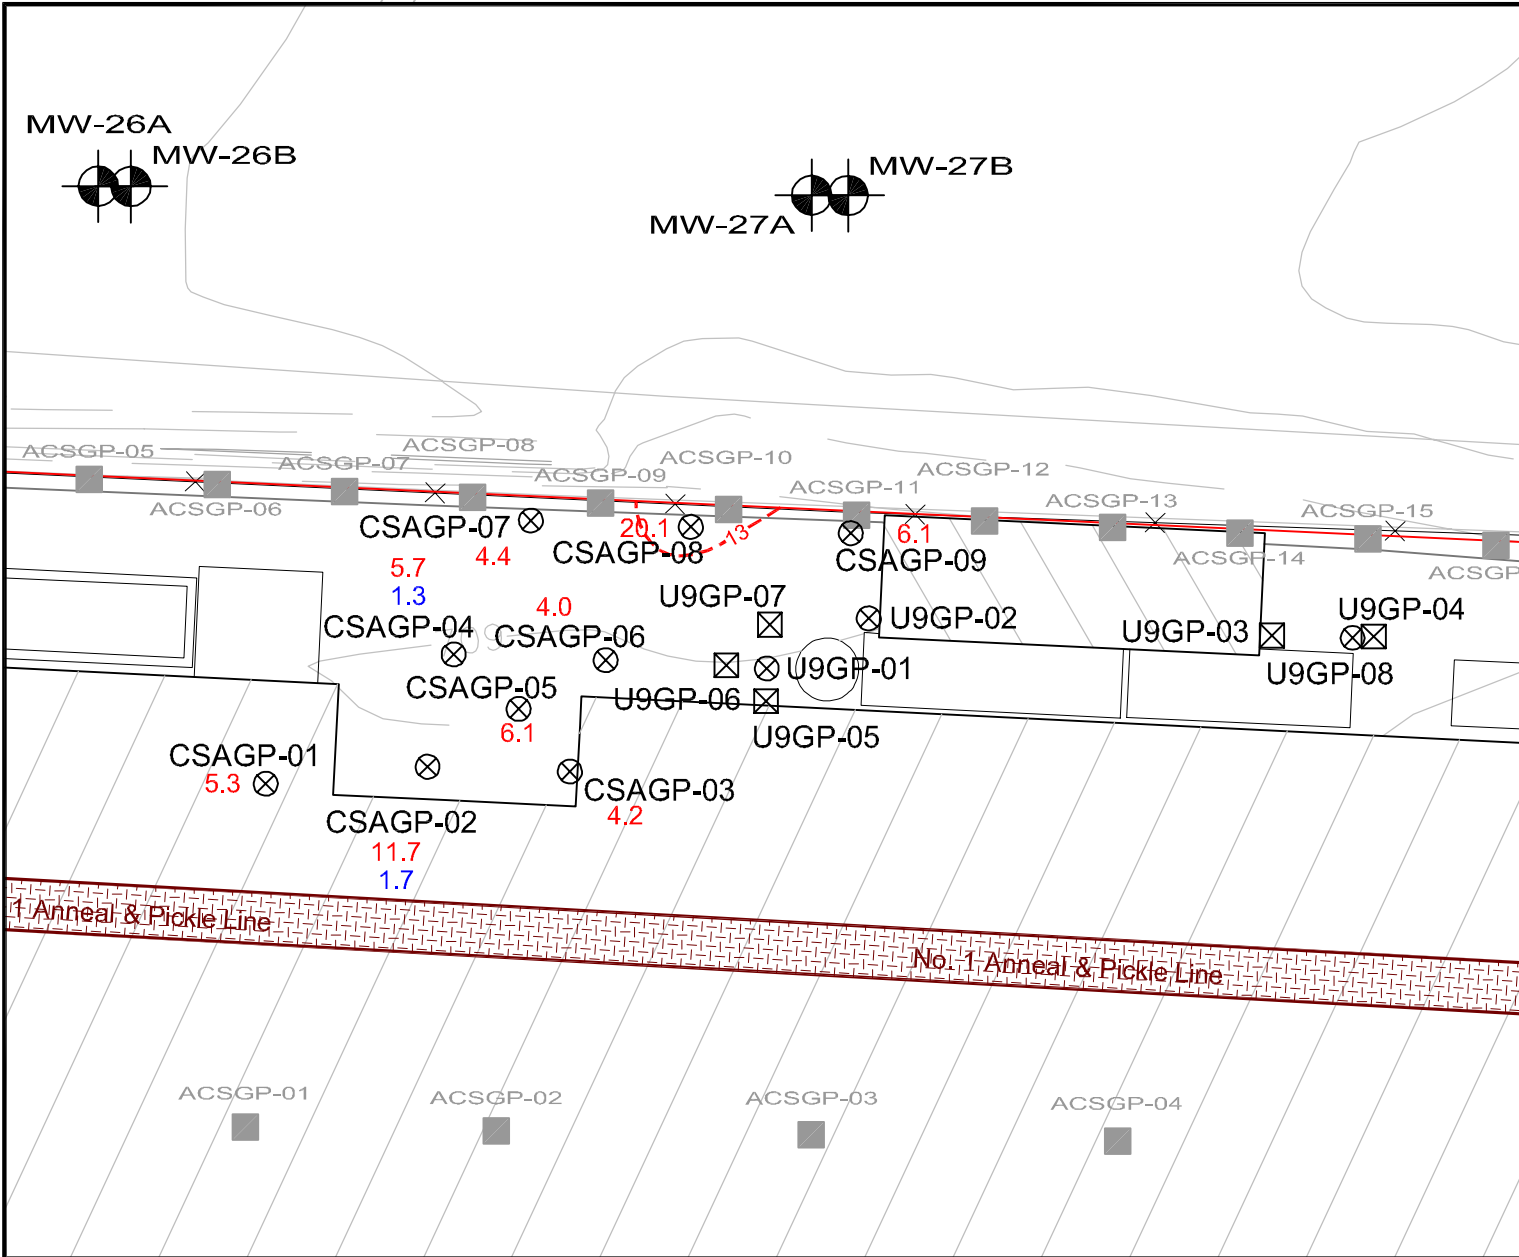 MW-26A
MW-26B
MW-27B
MW-27A
ACSGP-05
ACSGP-06
ACSGP-07
ACSGP-08
ACSGP-09
ACSGP-10
ACSGP-11
ACSGP-12
ACSGP-13
ACSGP-14
ACSGP-15
ACSGP
CSAGP-07
4.4
20.1
CSAGP-08
13
6.1
CSAGP-09
5.7
1.3
CSAGP-04
4.0
CSAGP-06
U9GP-07
U9GP-02
U9GP-03
U9GP-04
U9GP-08
U9GP-01
U9GP-06
U9GP-05
CSAGP-05
6.1
CSAGP-01
5.3
CSAGP-03
4.2
CSAGP-02
11.7
1.7
1 Anneal & Pickle Line
No. 1 Anneal & Pickle Line
ACSGP-01
ACSGP-02
ACSGP-03
ACSGP-04